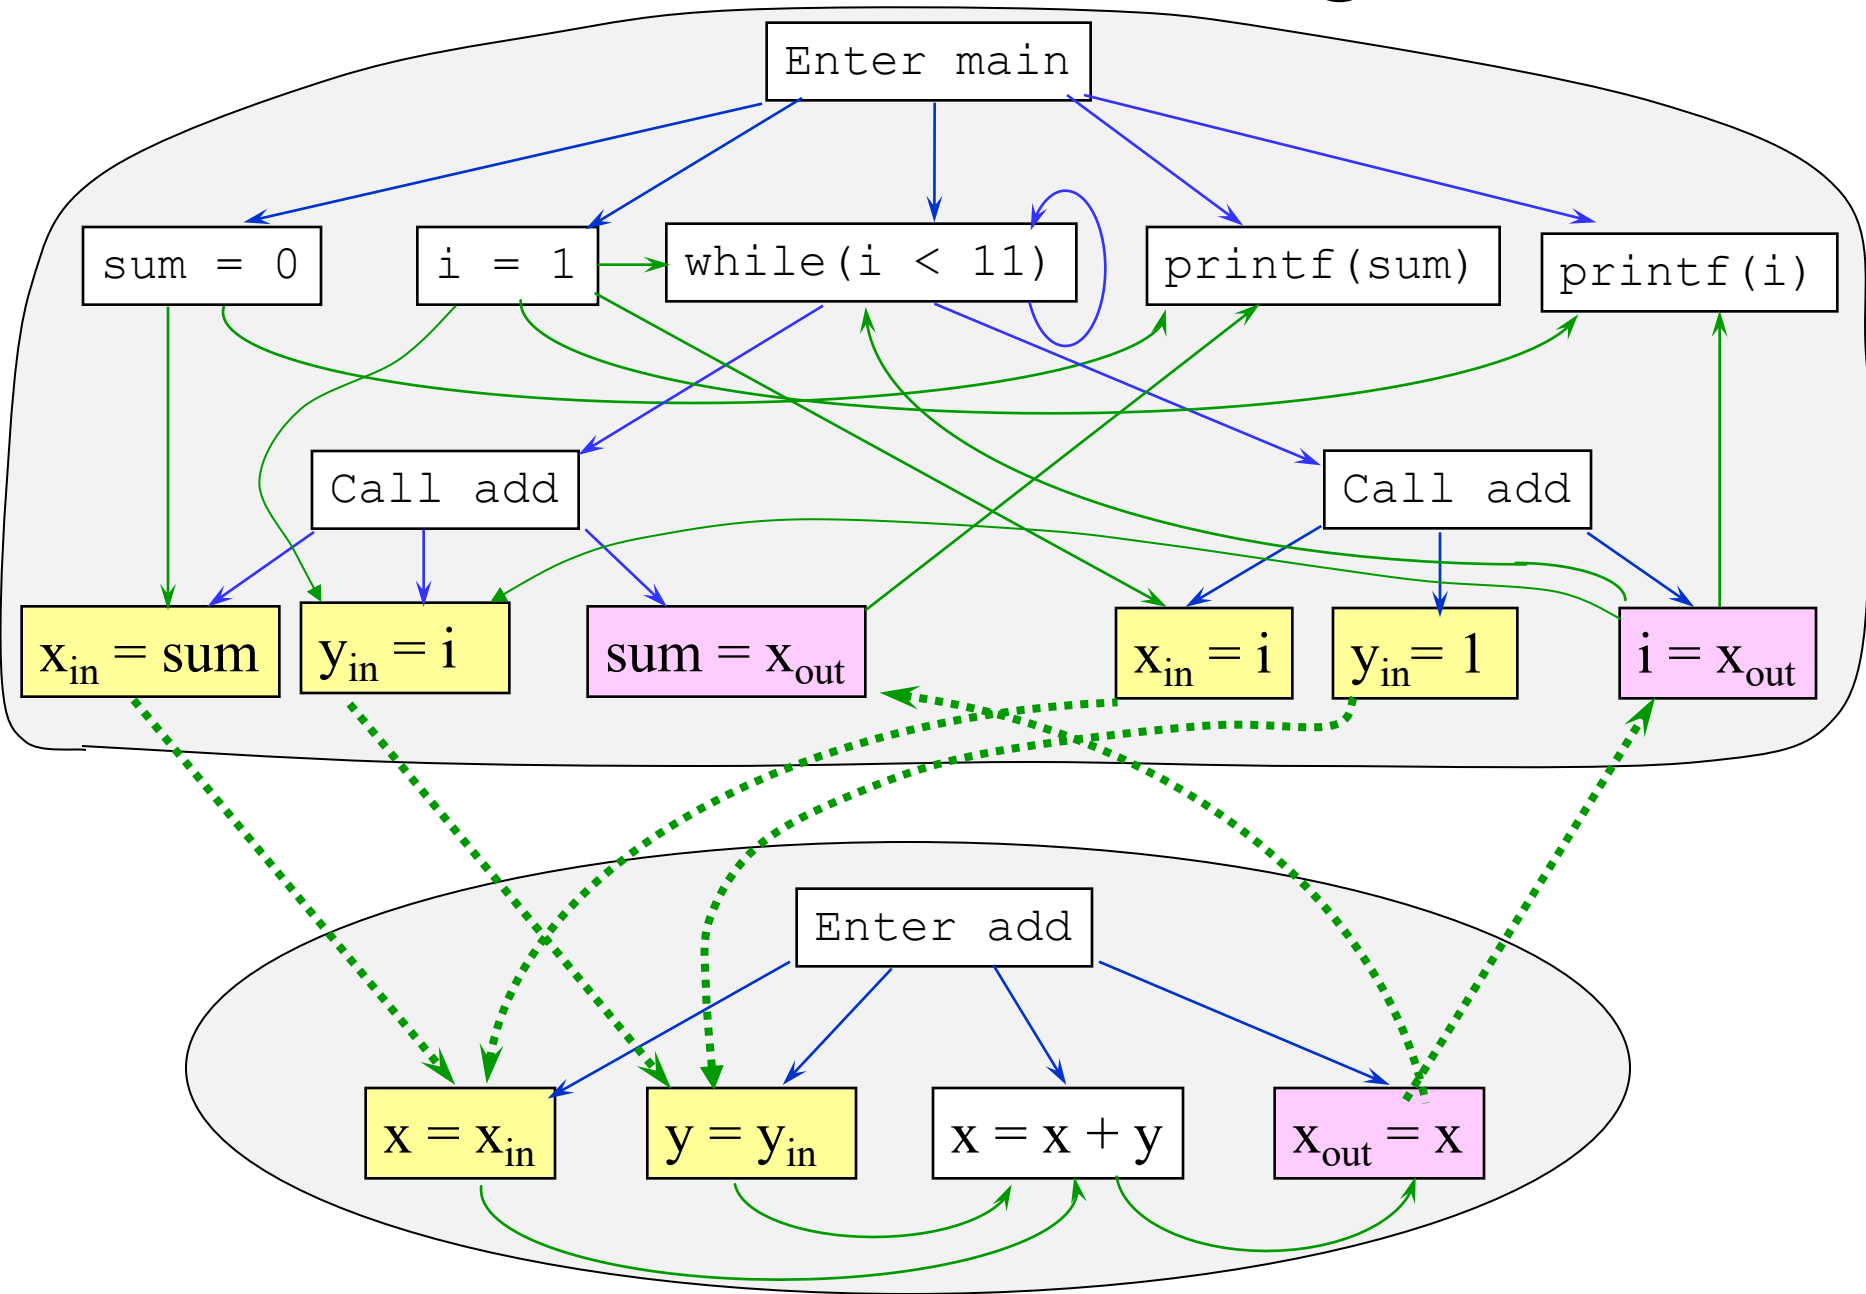 Enter main
sum = 0
i = 1
while(i < 11)
printf(sum)
printf(i)
Call add
Call add
xin = sum
yin = i
sum = xout
xin = i
yin= 1
i = xout
Enter add
x = xin
y = yin
x = x + y
xout = x